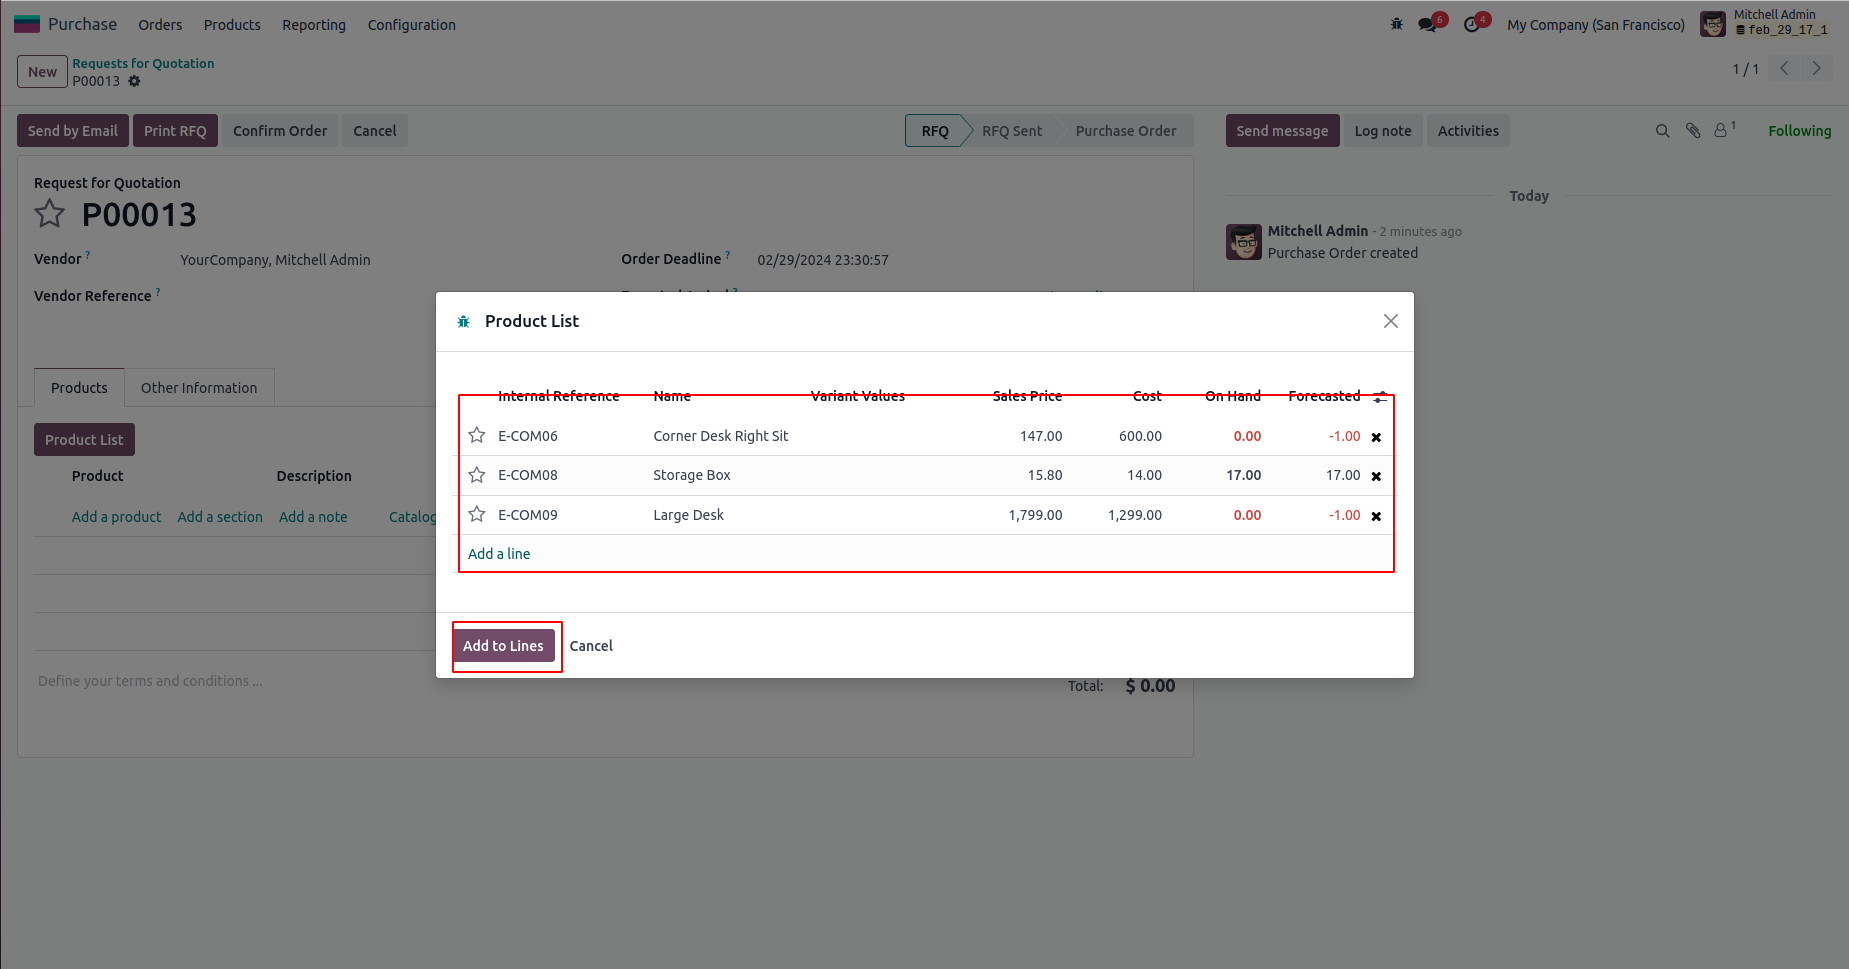 Purchase Orders Products Reporting Configuration 6 4 My Company (San Francisco) Mitchell Admin
feb_29_17_1
New Requests for Quotation
P00013
1 / 1
Send by Email Print RFQ Confirm Order Cancel RFQ RFQ Sent Purchase Order Send message Log note Activities 1 Following
Request for Quotation
P00013
Today
Vendor ? YourCompany, Mitchell Admin Order Deadline ? 02/29/2024 23:30:57
Mitchell Admin - 2 minutes ago
Purchase Order created
Vendor Reference ?
Product List
Products Other Information
Internal Reference Name Variant Values Sales Price Cost On Hand Forecasted
E-COM06 Corner Desk Right Sit 147.00 600.00 0.00 -1.00
Product List
E-COM08 Storage Box 15.80 14.00 17.00 17.00
Product Description
E-COM09 Large Desk 1,799.00 1,299.00 0.00 -1.00
Add a product Add a section Add a note Catalog
Add a line
Add to Lines Cancel
Define your terms and conditions ...
Total: $ 0.00